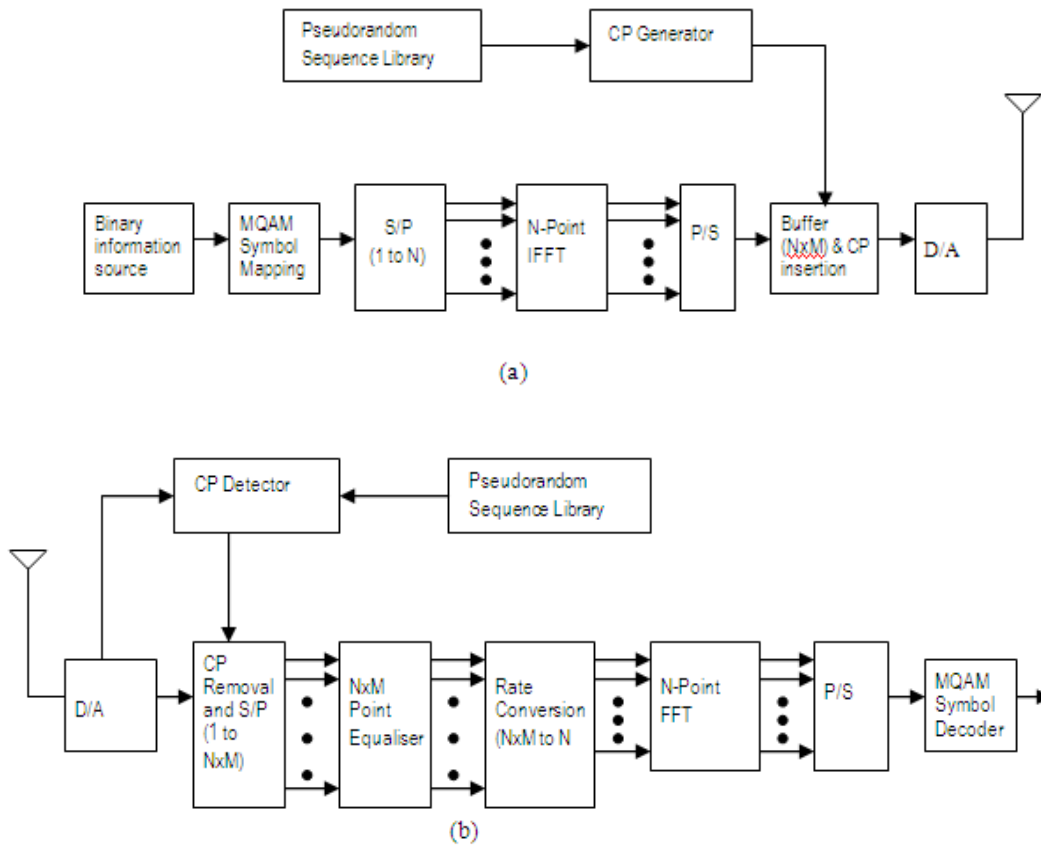 Pseudorandom
Sequence Library
CP Generator
Binary
information
source
MQAM
Symbol
Mapping
S/P
(1 to N)
N-Point
IFFT
P/S
Buffer
(NxM) & CP
insertion
D/A
(a)
CP Detector
Pseudorandom
Sequence Library
D/A
CP
Removal
and S/P
(1 to
NxM)
NxM
Point
Equaliser
Rate
Conversion
(NxM to N
N-Point
FFT
P/S
MQAM
Symbol
Decoder
(b)